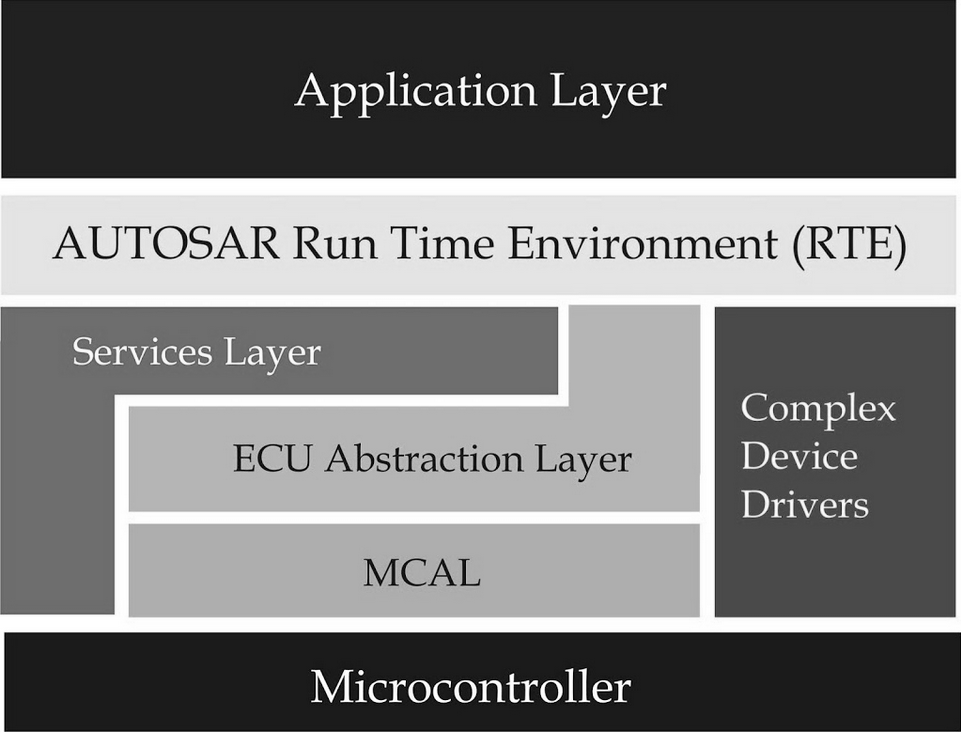 Application Layer
AUTOSAR Run Time Environment (RTE)
Services Layer
ECU Abstraction Layer
MCAL
Complex
Device
Drivers
Microcontroller